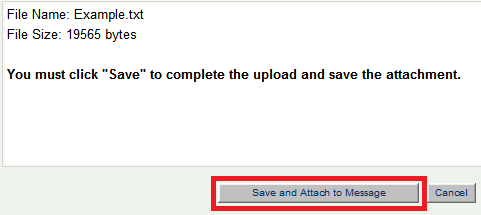 File Name: Example.txt
File Size: 19565 bytes
You must click "Save" to complete the upload and save the attachment.
Save and Attach to Message Cancel